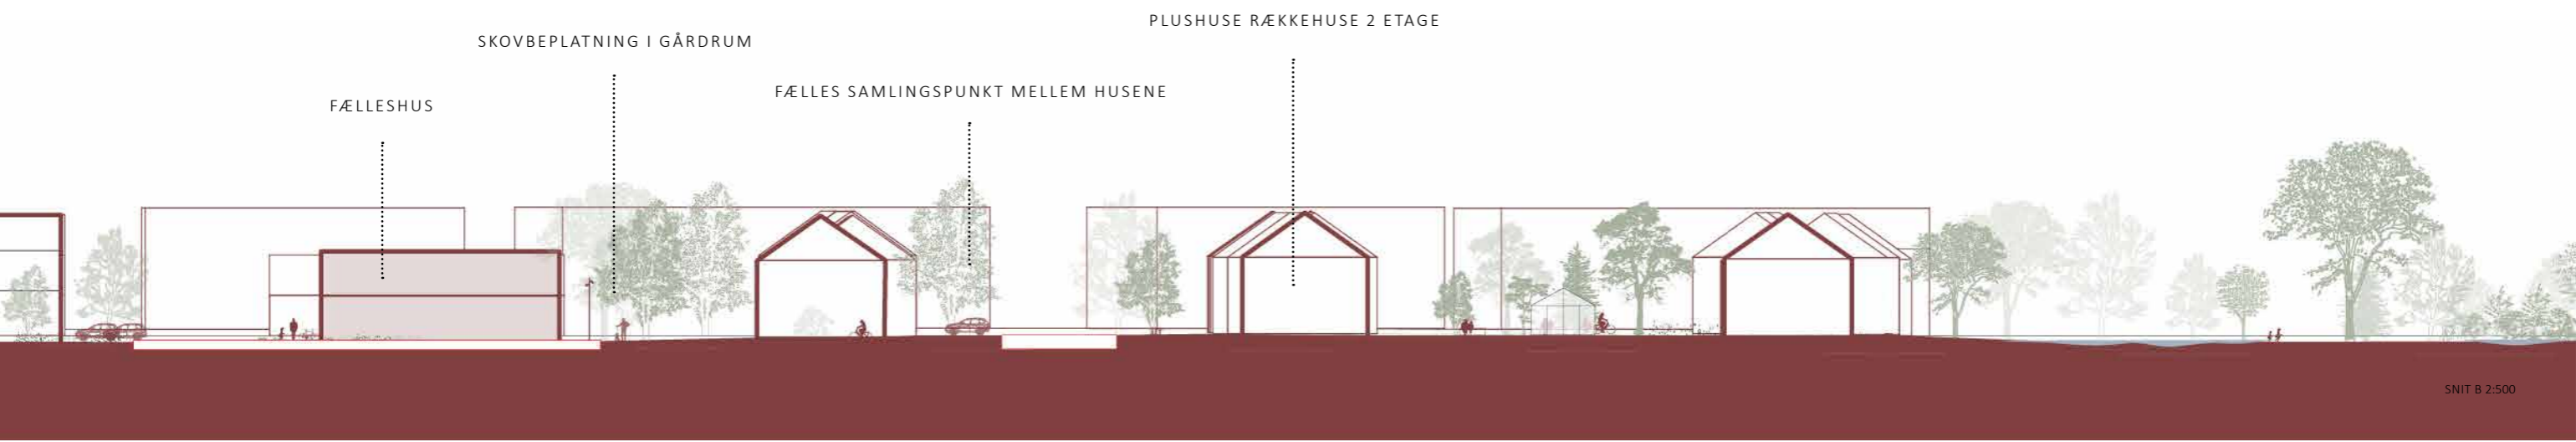 PLUSHUSE RÆKKEHUSE 2 ETAGE
SKOVBEPLATNING I GÅRDRUM
FÆLLES SAMLINGSPUNKT MELLEM HUSENE
FÆLLESHUS
SNIT B 2:500